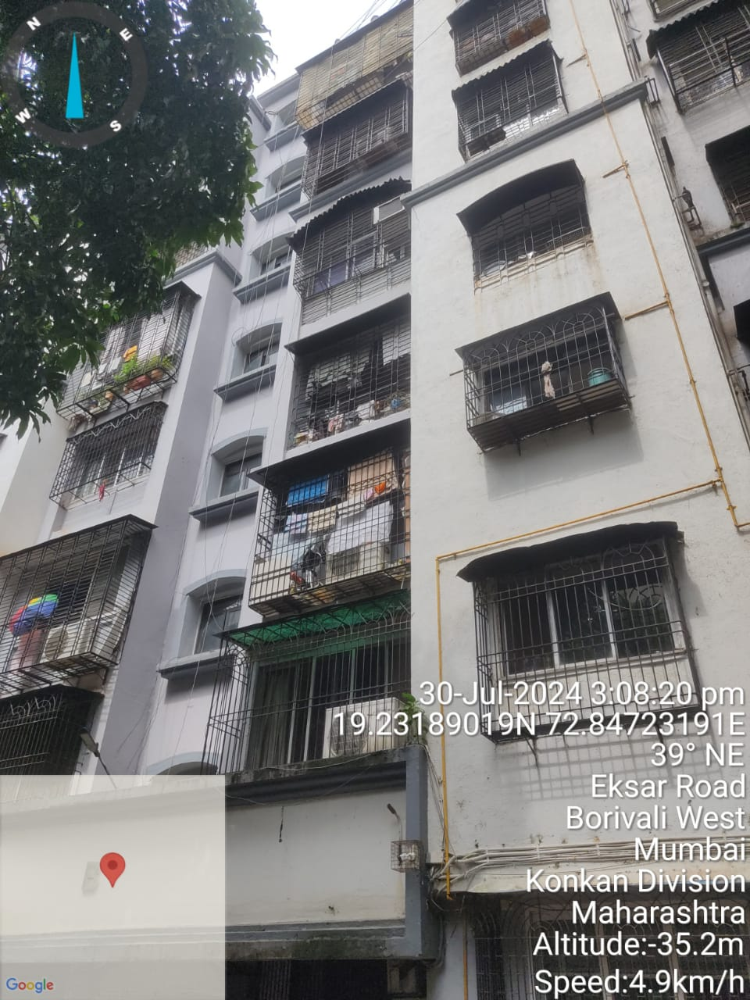 N
E
W
S
30-Jul-2024 3:08:20 pm
19.23189019N 72.84723191E
39° NE
Eksar Road
Borivali West
Mumbai
Konkan Division
Maharashtra
Altitude:-35.2m
Speed:4.9km/h
Google